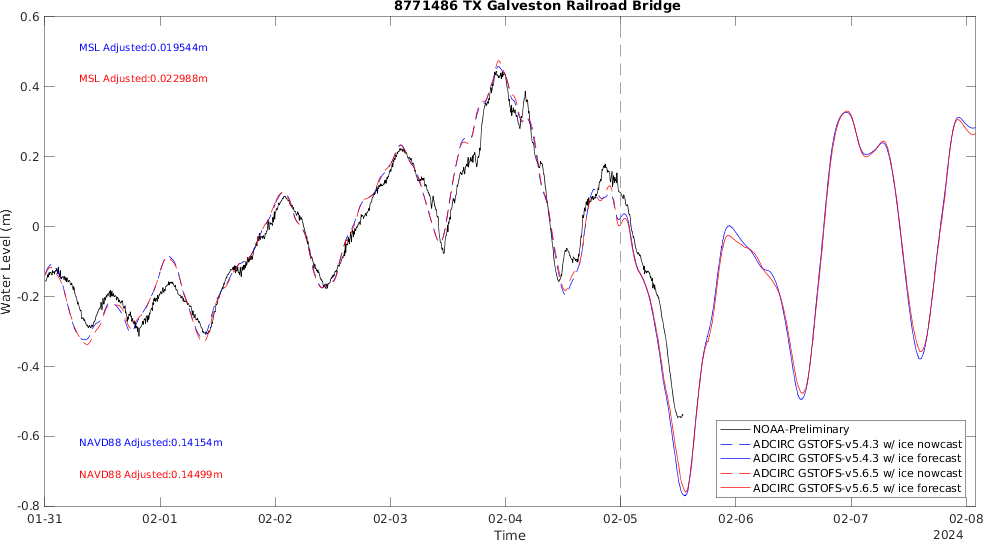 8771486 TX Galveston Railroad Bridge
0.6
MSL Adjusted:0.019544m
MSL Adjusted:0.022988m
0.4
0.2
0
-0.2
-0.4
-0.6
-0.8
Water Level (m)
NAVD88 Adjusted:0.14154m
NAVD88 Adjusted:0.14499m
NOAA-Preliminary
ADCIRC GSTOFS-v5.4.3 w/ ice nowcast
ADCIRC GSTOFS-v5.4.3 w/ ice forecast
ADCIRC GSTOFS-v5.6.5 w/ ice nowcast
ADCIRC GSTOFS-v5.6.5 w/ ice forecast
01-31 02-01 02-02 02-03 02-04 02-05 02-06 02-07 02-08
Time
2024